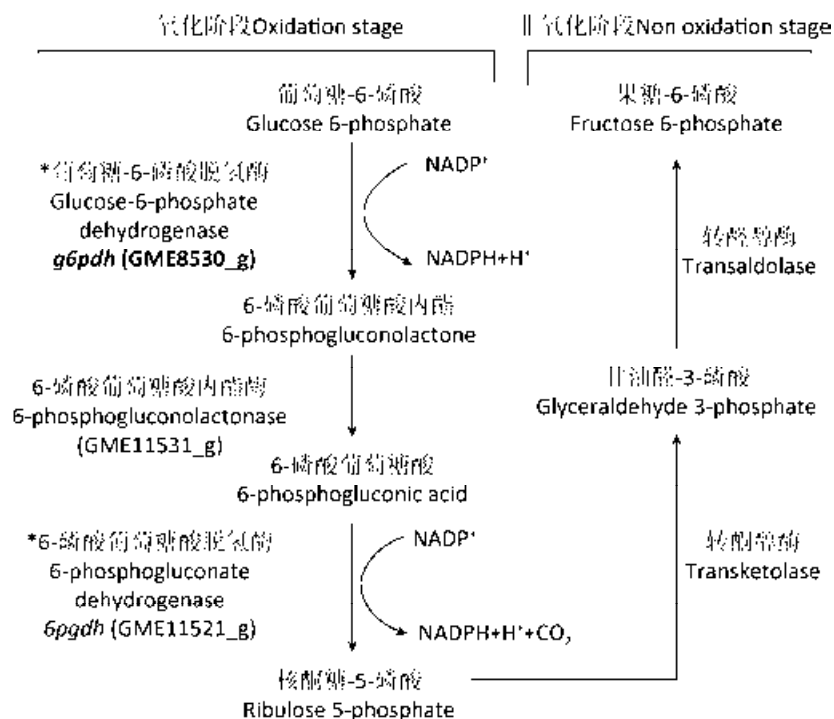 氧化阶段Oxidation stage
氧化阶段Non oxidation stage
葡萄糖-6-磷酸
Glucose 6-phosphate
*葡萄糖-6-磷酸脱氢酶
Glucose-6-phosphate
dehydrogenase
g6pdh (GME8530_g)
NADP⁺
NADPH+H⁺
6-磷酸葡萄糖酸内酯
6-phosphogluconolactone
6-磷酸葡萄糖酸内酯酶
6-phosphogluconolactonase
(GME11531_g)
6-磷酸葡萄糖酸
6-phosphogluconic acid
*6-磷酸葡萄糖酸脱氢酶
6-phosphogluconate
dehydrogenase
6pgdh (GME11521_g)
NADP⁺
NADPH+H⁺+CO₂
核酮糖-5-磷酸
Ribulose 5-phosphate
果糖-6-磷酸
Fructose 6-phosphate
转醛醇酶
Transaldolase
甘油醛-3-磷酸
Glyceraldehyde 3-phosphate
转酮醇酶
Transketolase